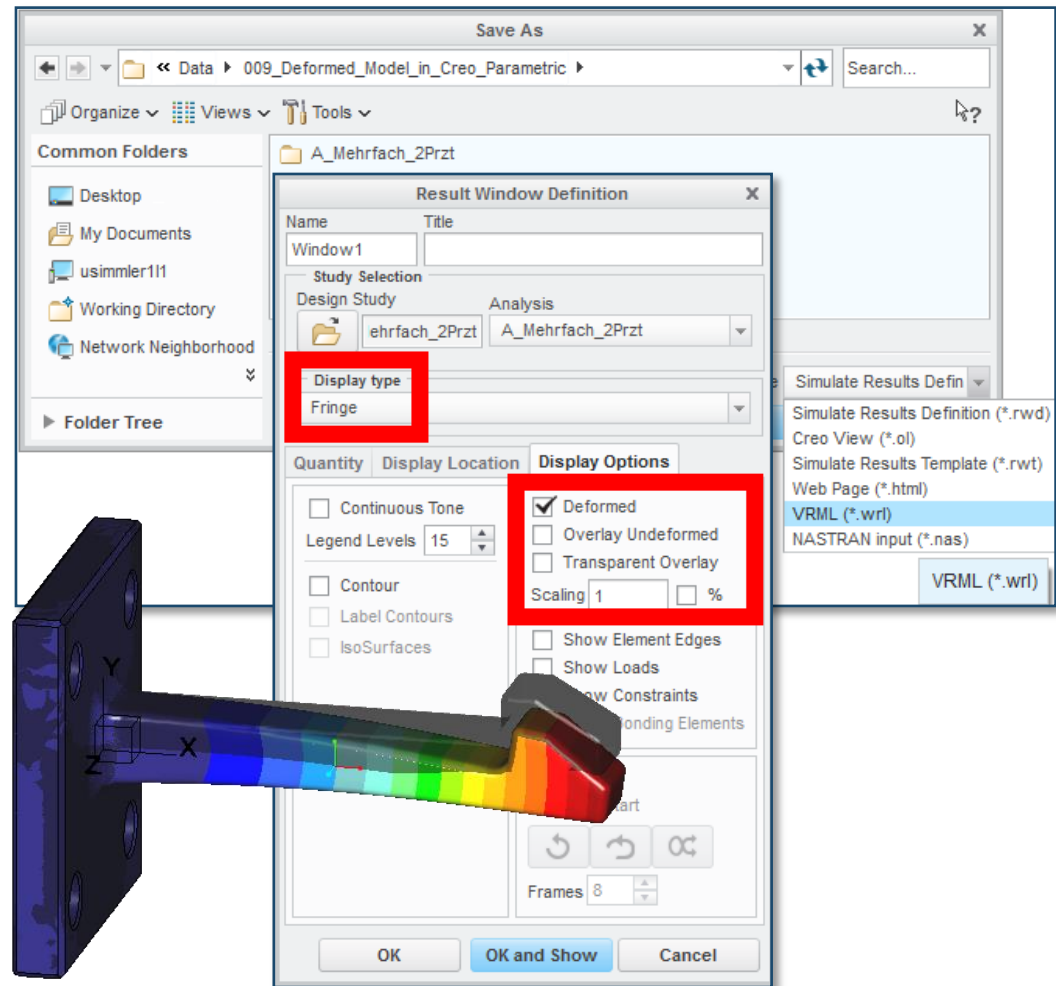 Save As
« Data 009_Deformed_Model_in_Creo_Parametric
Search...
Organize Views Tools
?
Common Folders
A_Mehrfach_2Przt
Desktop
My Documents
usimmler1l1
Working Directory
Network Neighborhood
Folder Tree
Result Window Definition
Name Title
Window1
Study Selection
Design Study Analysis
ehrfach_2Przt A_Mehrfach_2Przt
Display type
Fringe
Quantity Display Location Display Options
Continuous Tone
Legend Levels 15
Contour
Label Contours
IsoSurfaces
Deformed
Overlay Undeformed
Transparent Overlay
Scaling 1 %
Show Element Edges
Show Loads
Constraints
onding Elements
tart
Frames 8
OK OK and Show Cancel
Simulate Results Defin
Simulate Results Definition (*.rwd)
Creo View (*.ol)
Simulate Results Template (*.rwt)
Web Page (*.html)
VRML (*.wrl)
NASTRAN input (*.nas)
VRML (*.wrl)
Y
X
Z